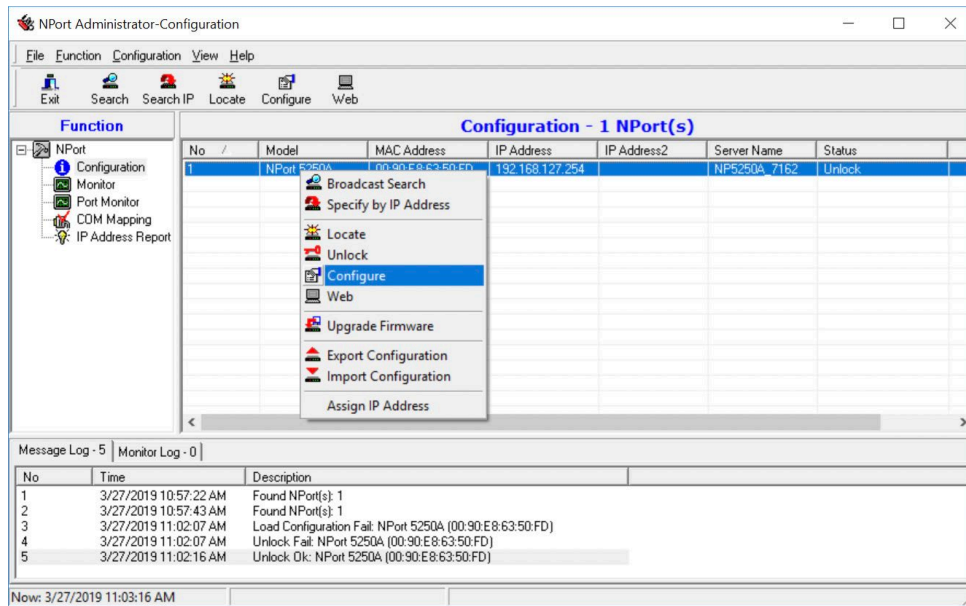 NPort Administrator-Configuration
File Function Configuration View Help
Exit Search Search IP Locate Configure Web
Function
Configuration - 1 NPort(s)
NPort
Configuration
Monitor
Port Monitor
COM Mapping
IP Address Report
No / Model MAC Address IP Address IP Address2 Server Name Status
1 NPort 5250A 00:90:E8:63:50:FD 192.168.127.254 NP5250A_7162 Unlock
Broadcast Search
Specify by IP Address
Locate
Unlock
Configure
Web
Upgrade Firmware
Export Configuration
Import Configuration
Assign IP Address
Message Log - 5 Monitor Log - 0
No Time Description
1 3/27/2019 10:57:22 AM Found NPort(s): 1
2 3/27/2019 10:57:43 AM Found NPort(s): 1
3 3/27/2019 11:02:07 AM Load Configuration Fail: NPort 5250A (00:90:E8:63:50:FD)
4 3/27/2019 11:02:07 AM Unlock Fail: NPort 5250A (00:90:E8:63:50:FD)
5 3/27/2019 11:02:16 AM Unlock Ok: NPort 5250A (00:90:E8:63:50:FD)
Now: 3/27/2019 11:03:16 AM